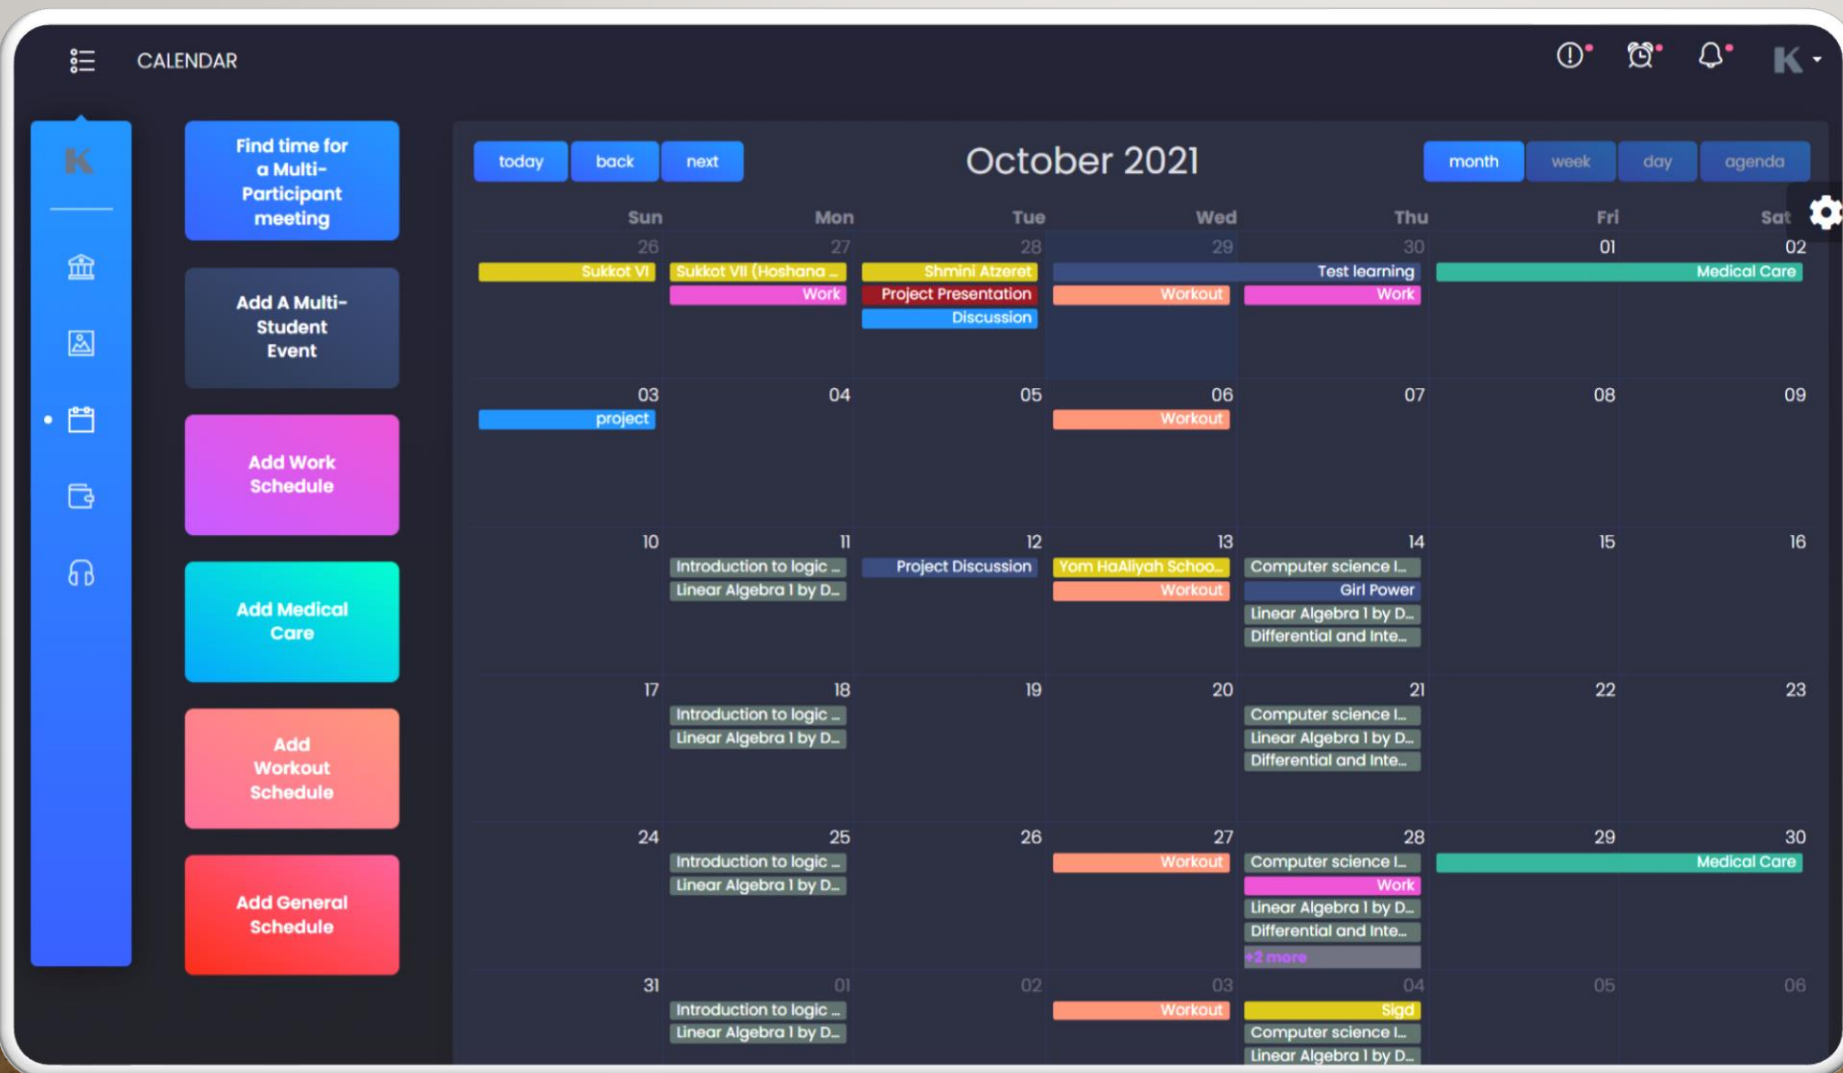 CALENDAR
K
K
Find time for
a Multi-
Participant
meeting
Add A Multi-
Student
Event
Add Work
Schedule
Add Medical
Care
Add
Workout
Schedule
Add General
Schedule
today back next
October 2021
month week day agenda
Sun Mon Tue Wed Thu Fri Sat
26 27 28 29 30 01 02
Sukkot VI Sukkot VII (Hoshana ... Shmini Atzeret Test learning Medical Care
Work Project Presentation Workout Work
Discussion
03 04 05 06 07 08 09
project Workout
10 11 12 13 14 15 16
Introduction to logic ... Project Discussion Yom HaAliyah Schoo... Computer science I...
Linear Algebra 1 by D... Workout Girl Power
Linear Algebra 1 by D...
Differential and Inte...
17 18 19 20 21 22 23
Introduction to logic ... Computer science I...
Linear Algebra 1 by D... Linear Algebra 1 by D...
Differential and Inte...
24 25 26 27 28 29 30
Introduction to logic ... Workout Computer science I... Medical Care
Linear Algebra 1 by D... Work
Linear Algebra 1 by D...
Differential and Inte...
+2 more
31 01 02 03 04 05 06
Introduction to logic ... Workout Sigd
Linear Algebra 1 by D... Computer science I...
Linear Algebra 1 by D...